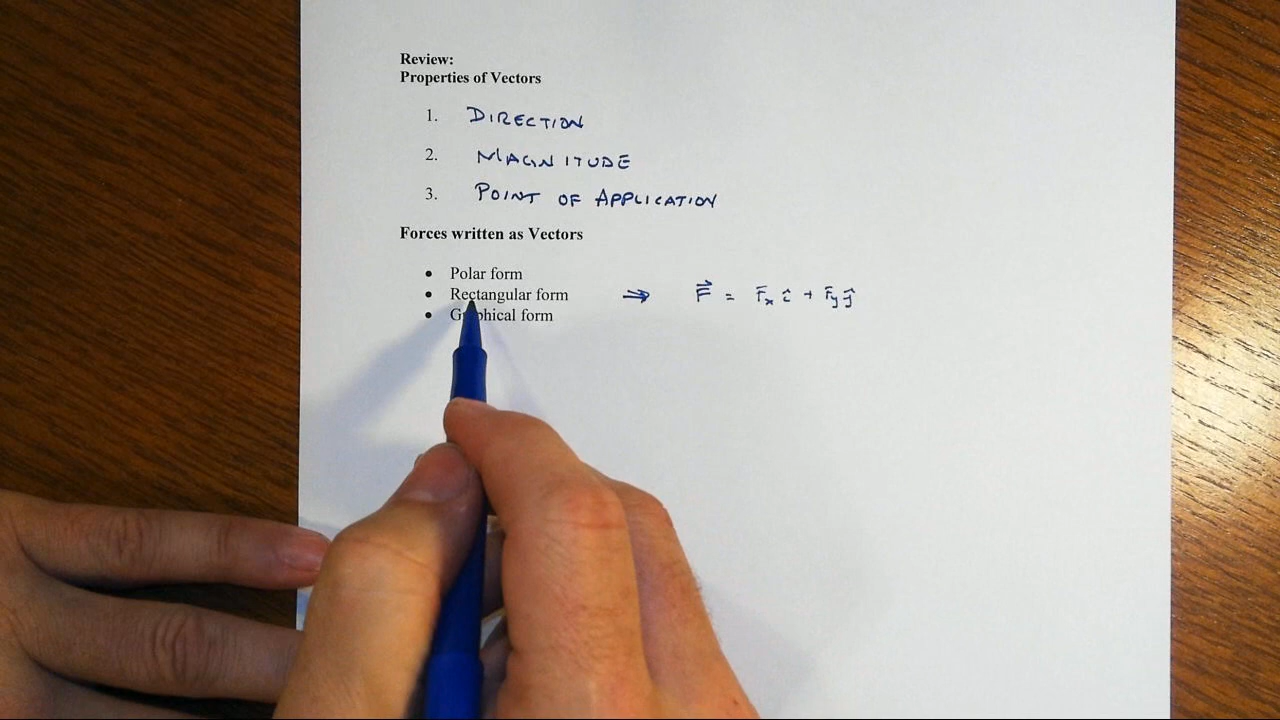 Review:
Properties of Vectors
1. DIRECTION
2. MAGNITUDE
3. POINT OF APPLICATION
Forces written as Vectors
• Polar form
• Rectangular form ⇒ F⃗ = Fₓ î + Fy ĵ
• Graphical form